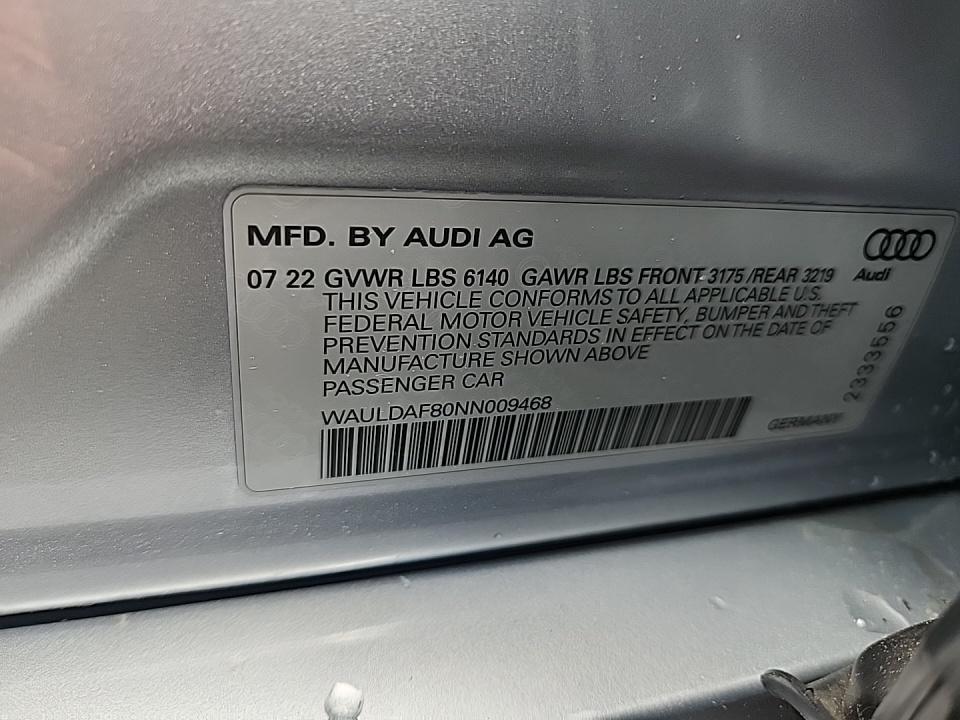 MFD. BY AUDI AG
07 22 GVWR LBS 6140 GAWR LBS FRONT 3175 /REAR 3219
Audi
THIS VEHICLE CONFORMS TO ALL APPLICABLE U.S.
FEDERAL MOTOR VEHICLE SAFETY, BUMPER AND THEFT
PREVENTION STANDARDS IN EFFECT ON THE DATE OF
MANUFACTURE SHOWN ABOVE
PASSENGER CAR
WAULDAF80NN009468
GERMANY
2333556